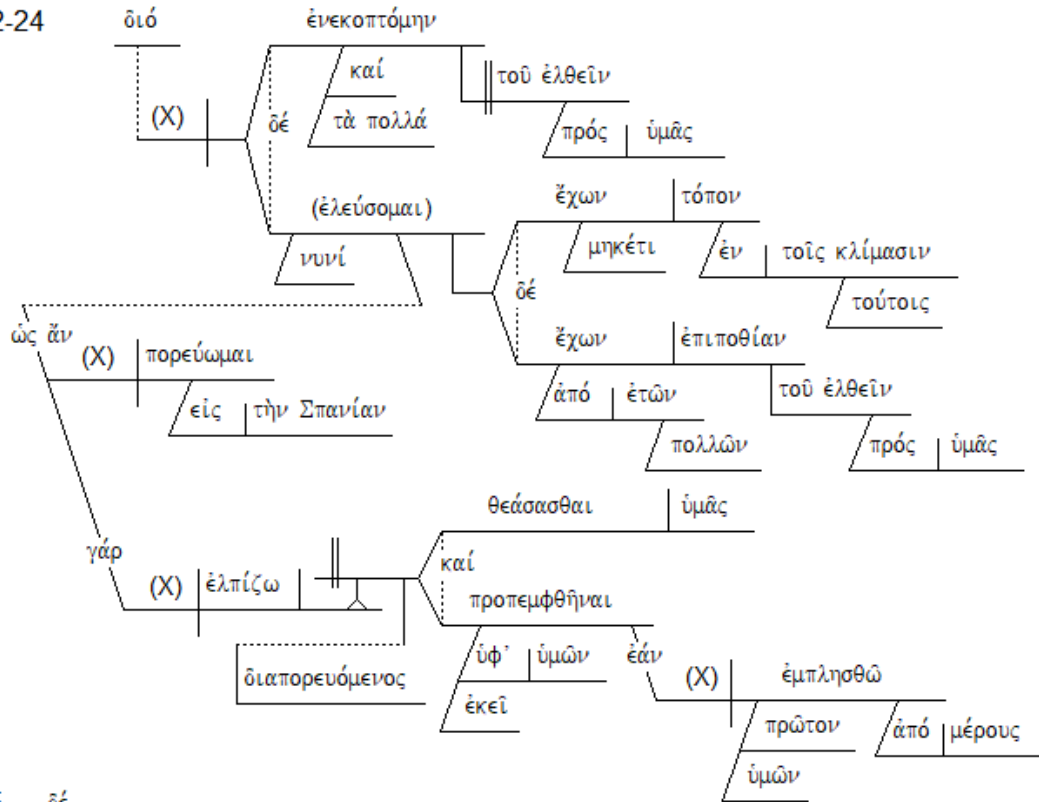 2-24
διό
ἐνεκοπτόμην
καί
τὰ πολλά
τοῦ ἐλθεῖν
πρός ὑμᾶς
(X)
δέ
(ἐλεύσομαι)
νυνί
ἔχων τόπον
μηκέτι
ἐν τοῖς κλίμασιν
τούτοις
δέ
ἔχων ἐπιποθίαν
ἀπό ἐτῶν
πολλῶν
τοῦ ἐλθεῖν
πρός ὑμᾶς
ὡς ἄν
(X) πορεύωμαι
εἰς τὴν Σπανίαν
γάρ
(X) ἐλπίζω
θεάσασθαι ὑμᾶς
καί
προπεμφθῆναι
ὑφ' ὑμῶν
ἐκεῖ
διαπορευόμενος
ἐάν
(X) ἐμπλησθῶ
πρῶτον
ὑμῶν
ἀπό μέρους
δέ